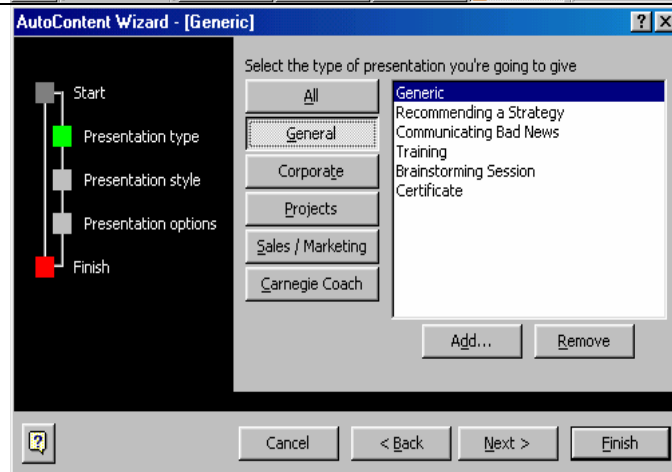 AutoContent Wizard - [Generic]
Start
Presentation type
Presentation style
Presentation options
Finish
Select the type of presentation you're going to give
All
General
Corporate
Projects
Sales / Marketing
Carnegie Coach
Generic
Recommending a Strategy
Communicating Bad News
Training
Brainstorming Session
Certificate
Add...
Remove
Cancel
< Back
Next >
Finish